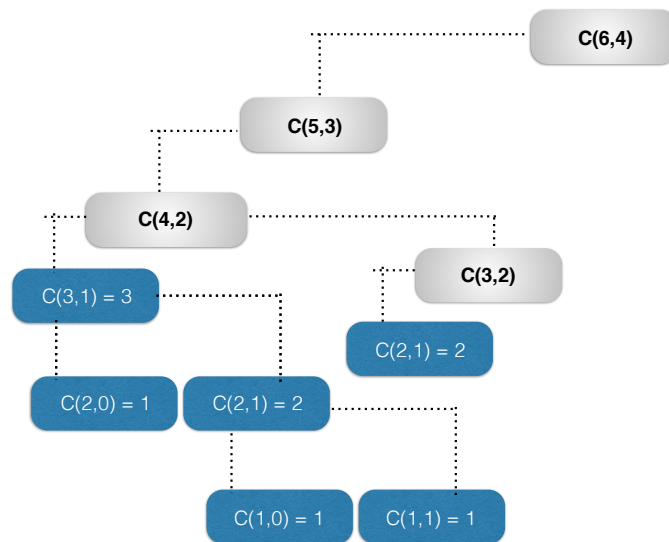 C(6,4)
C(5,3)
C(4,2)
C(3,2)
C(3,1) = 3
C(2,1) = 2
C(2,0) = 1
C(2,1) = 2
C(1,0) = 1
C(1,1) = 1